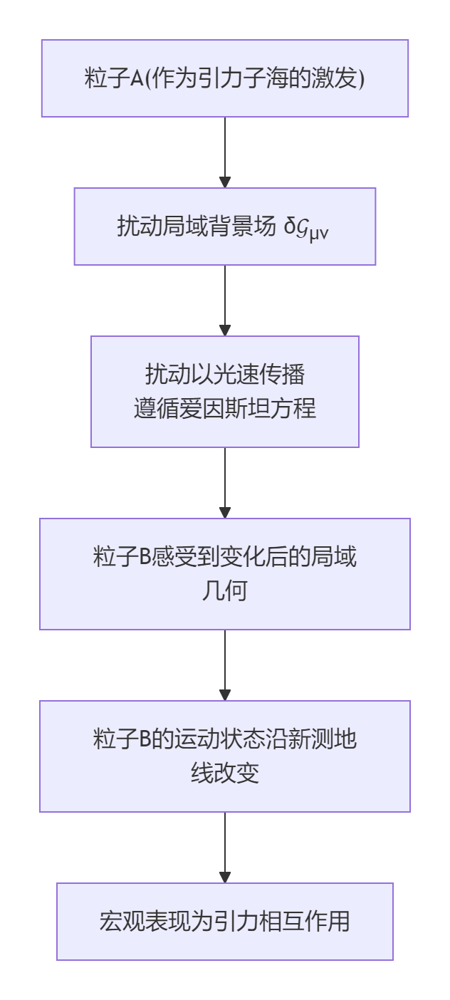 粒子A(作为引力子海的激发)
扰动局域背景场 δ𝒢μν
扰动以光速传播
遵循爱因斯坦方程
粒子B感受到变化后的局域
几何
粒子B的运动状态沿新测地
线改变
宏观表现为引力相互作用